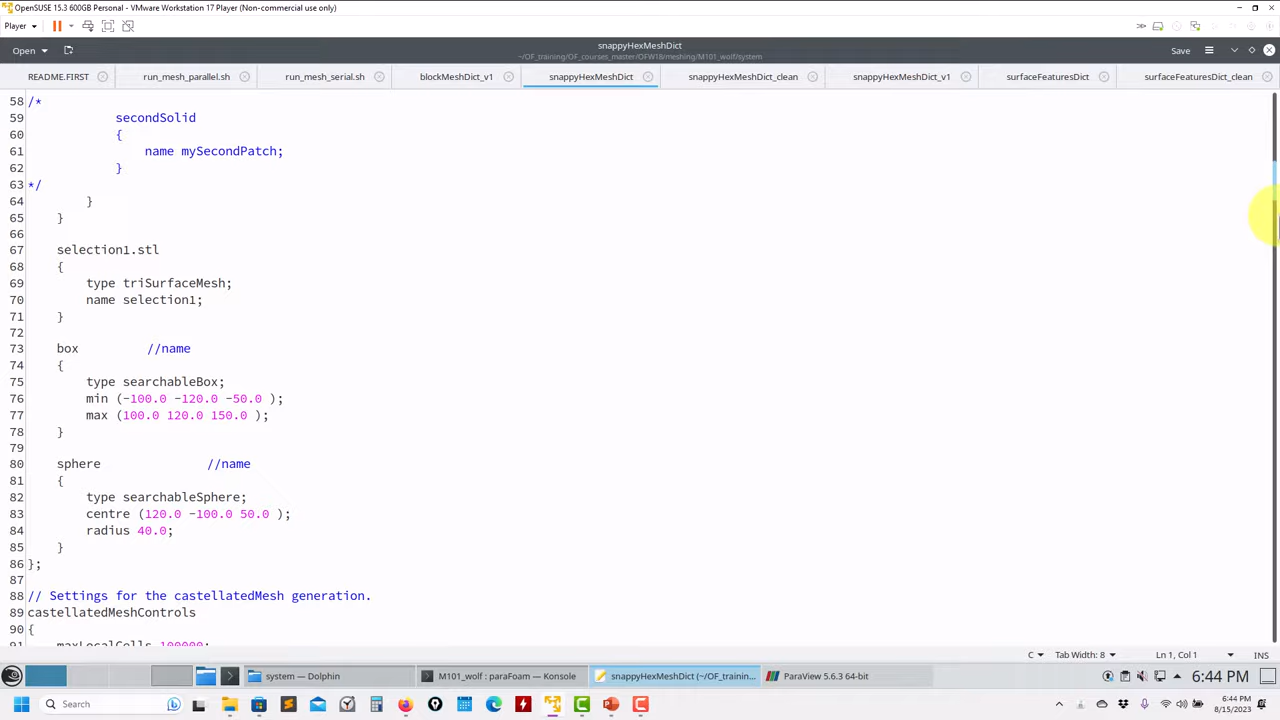 OpenSUSE 15.3 600GB Personal - VMware Workstation 17 Player (Non-commercial use only)
Player
Open
snappyHexMeshDict
~/OF_training/OF_courses_master/OFW18/meshing/M101_wolf/system
Save
README.FIRST
run_mesh_parallel.sh
run_mesh_serial.sh
blockMeshDict_v1
snappyHexMeshDict
snappyHexMeshDict_clean
snappyHexMeshDict_v1
surfaceFeaturesDict
surfaceFeaturesDict_clean
58 /*
59 secondSolid
60 {
61 name mySecondPatch;
62 }
63 */
64 }
65 }
66
67 selection1.stl
68 {
69 type triSurfaceMesh;
70 name selection1;
71 }
72
73 box //name
74 {
75 type searchableBox;
76 min (-100.0 -120.0 -50.0 );
77 max (100.0 120.0 150.0 );
78 }
79
80 sphere //name
81 {
82 type searchableSphere;
83 centre (120.0 -100.0 50.0 );
84 radius 40.0;
85 }
86 };
87
88 // Settings for the castellatedMesh generation.
89 castellatedMeshControls
90 {
91 maxLocalCells 100000;
C
Tab Width: 8
Ln 1, Col 1
INS
system — Dolphin
M101_wolf : paraFoam — Konsole
snappyHexMeshDict (~/OF_trainin...
ParaView 5.6.3 64-bit
6:44 PM
Search
6:44 PM
8/15/2023